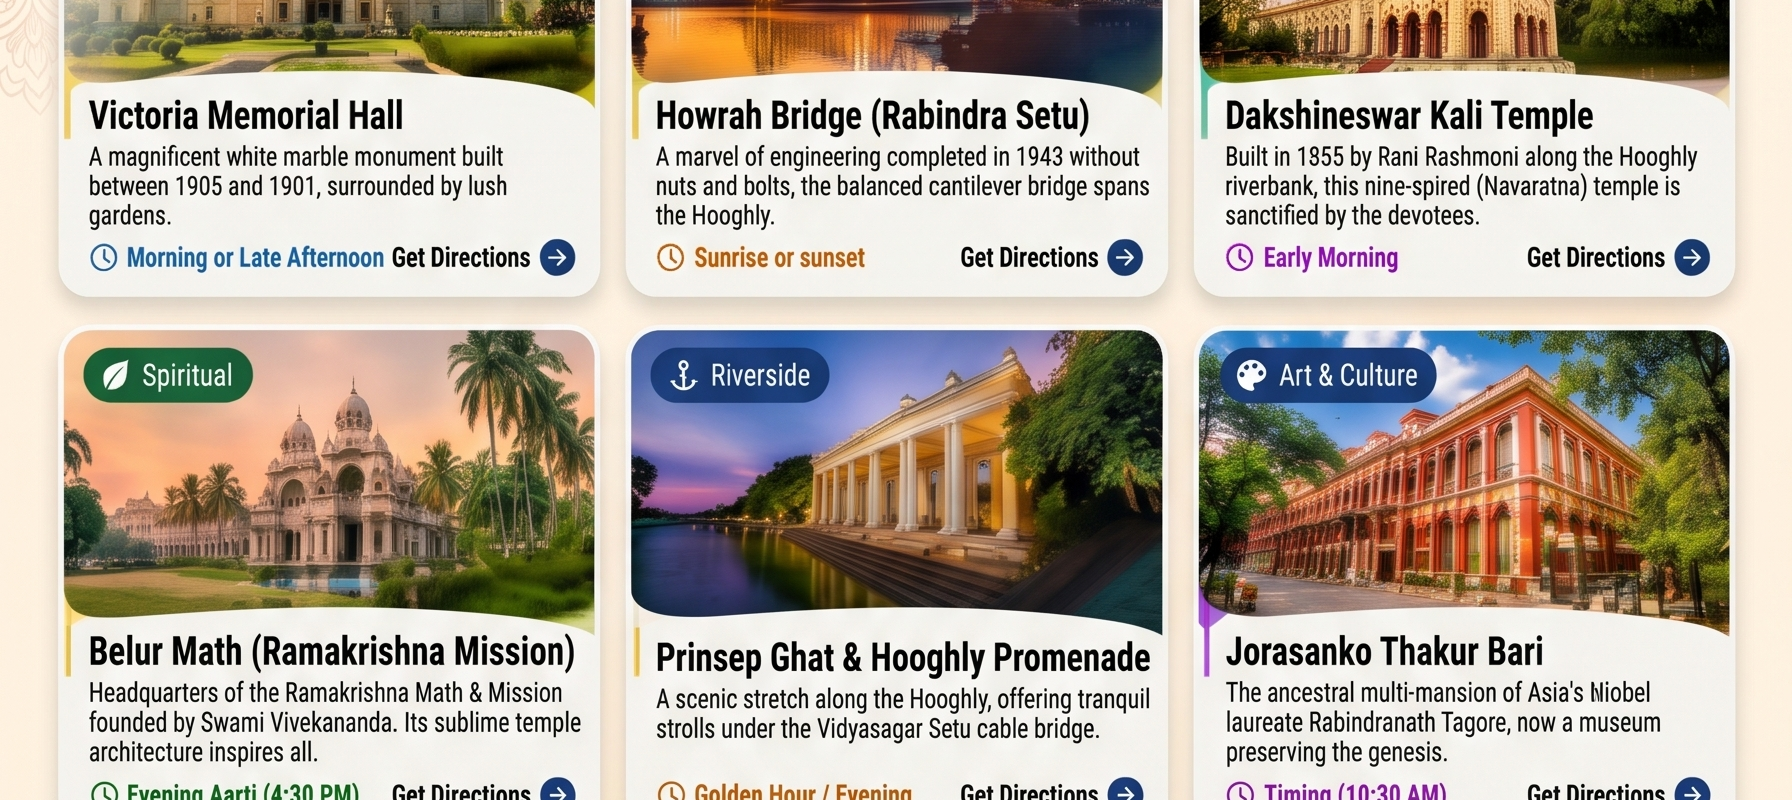 Victoria Memorial Hall
A magnificent white marble monument built
between 1905 and 1901, surrounded by lush
gardens.
Morning or Late Afternoon Get Directions
Howrah Bridge (Rabindra Setu)
A marvel of engineering completed in 1943 without
nuts and bolts, the balanced cantilever bridge spans
the Hooghly.
Sunrise or sunset Get Directions
Dakshineswar Kali Temple
Built in 1855 by Rani Rashmoni along the Hooghly
riverbank, this nine-spired (Navaratna) temple is
sanctified by the devotees.
Early Morning Get Directions
Spiritual
Belur Math (Ramakrishna Mission)
Headquarters of the Ramakrishna Math & Mission
founded by Swami Vivekananda. Its sublime temple
architecture inspires all.
Evening Aarti (4:30 PM) Get Directions
Riverside
Prinsep Ghat & Hooghly Promenade
A scenic stretch along the Hooghly, offering tranquil
strolls under the Vidyasagar Setu cable bridge.
Golden Hour / Evening Get Directions
Art & Culture
Jorasanko Thakur Bari
The ancestral multi-mansion of Asia's Niobel
laureate Rabindranath Tagore, now a museum
preserving the genesis.
Timing (10:30 AM) Get Directions